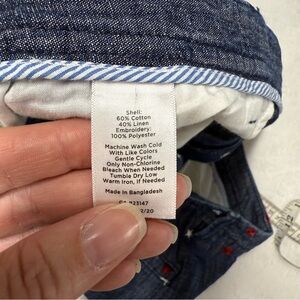 Shell:
60% Cotton
40% Linen
Embroidery:
100% Polyester
Machine Wash Cold
With Like Colors
Gentle Cycle
Only Non-Chlorine
Bleach When Needed
Tumble Dry Low
Warm Iron, If Needed
Made In Bangladesh